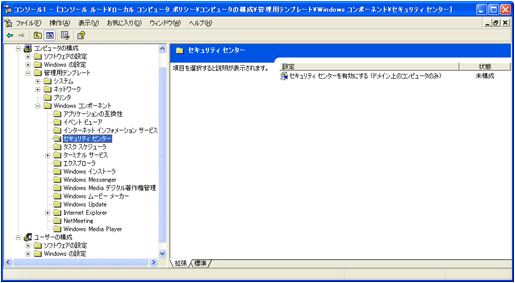 コンソール1 - [コンソール ルート¥ローカル コンピュータ ポリシー¥コンピュータの構成¥管理用テンプレート¥Windows コンポーネント¥セキュリティ センター]
ファイル(F) 操作(A) 表示(V) お気に入り(O) ウィンドウ(W) ヘルプ(H)
コンピュータの構成
ソフトウェアの設定
Windows の設定
管理用テンプレート
システム
ネットワーク
プリンタ
Windows コンポーネント
アプリケーションの互換性
イベント ビューア
インターネット インフォメーション サービス
セキュリティ センター
タスク スケジューラ
ターミナル サービス
エクスプローラ
Windows インストーラ
Windows Messenger
Windows Media デジタル著作権管理
Windows ムービー メーカー
Windows Update
Internet Explorer
NetMeeting
Windows Media Player
ユーザーの構成
ソフトウェアの設定
Windows の設定
セキュリティ センター
項目を選択すると説明が表示されます。
設定 状態
セキュリティ センターを有効にする (ドメイン上のコンピュータのみ) 未構成
拡張 標準